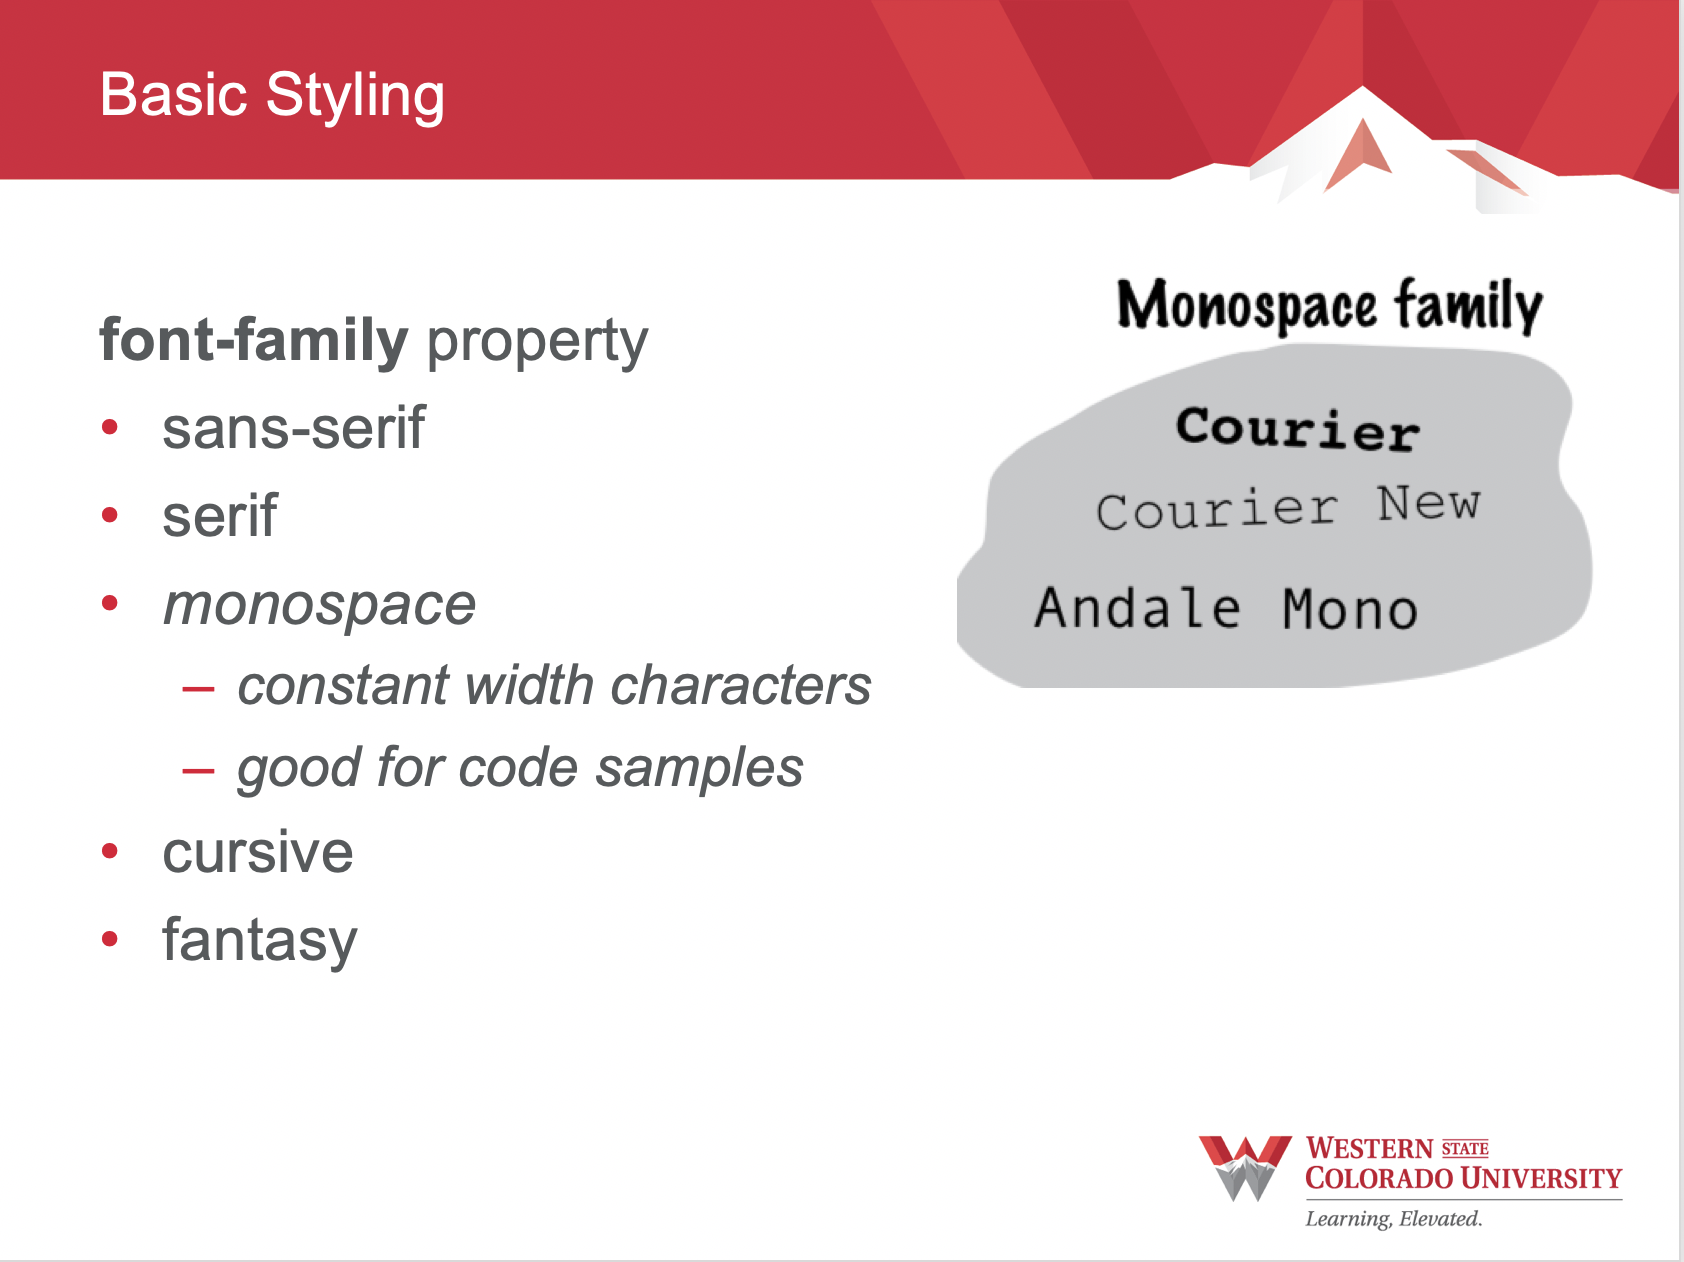 Basic Styling
font-family property
• sans-serif
• serif
• monospace
– constant width characters
– good for code samples
• cursive
• fantasy
Monospace family
Courier
Courier New
Andale Mono
WESTERN STATE
COLORADO UNIVERSITY
Learning, Elevated.